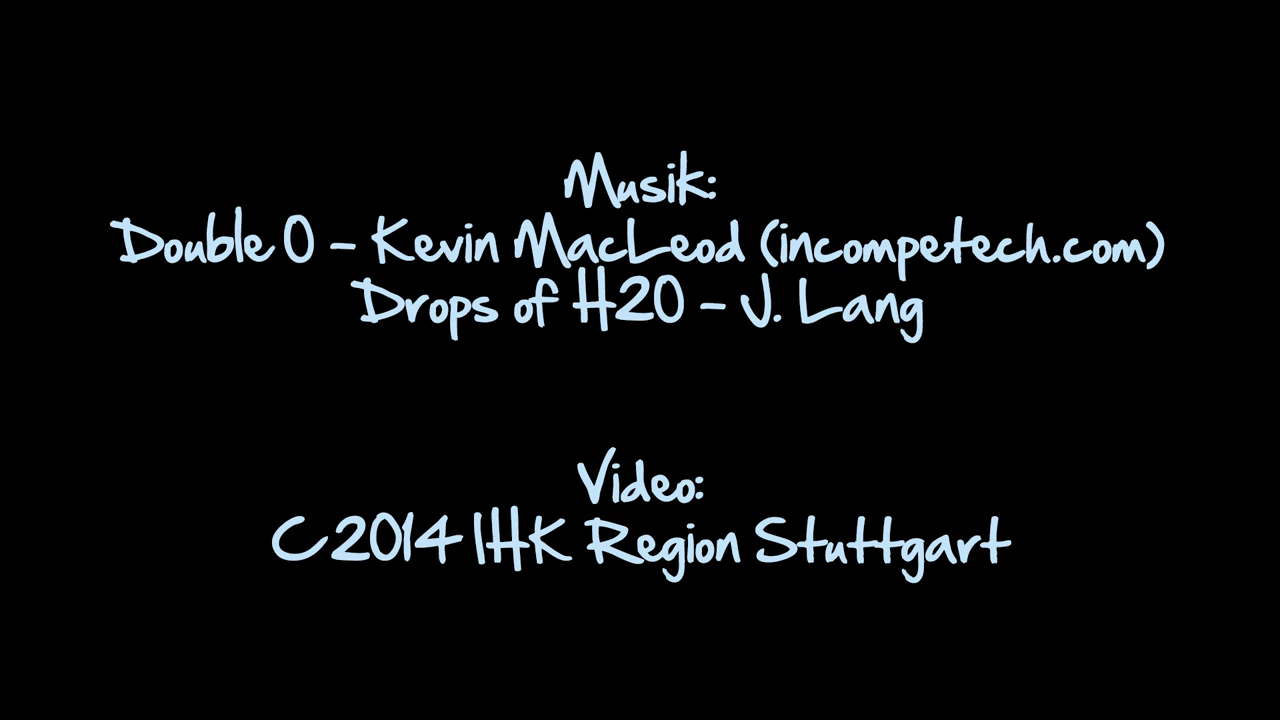 Musik:
Double O – Kevin MacLeod (incompetech.com)
Drops of H2O – J. Lang
Video:
C 2014 IHK Region Stuttgart